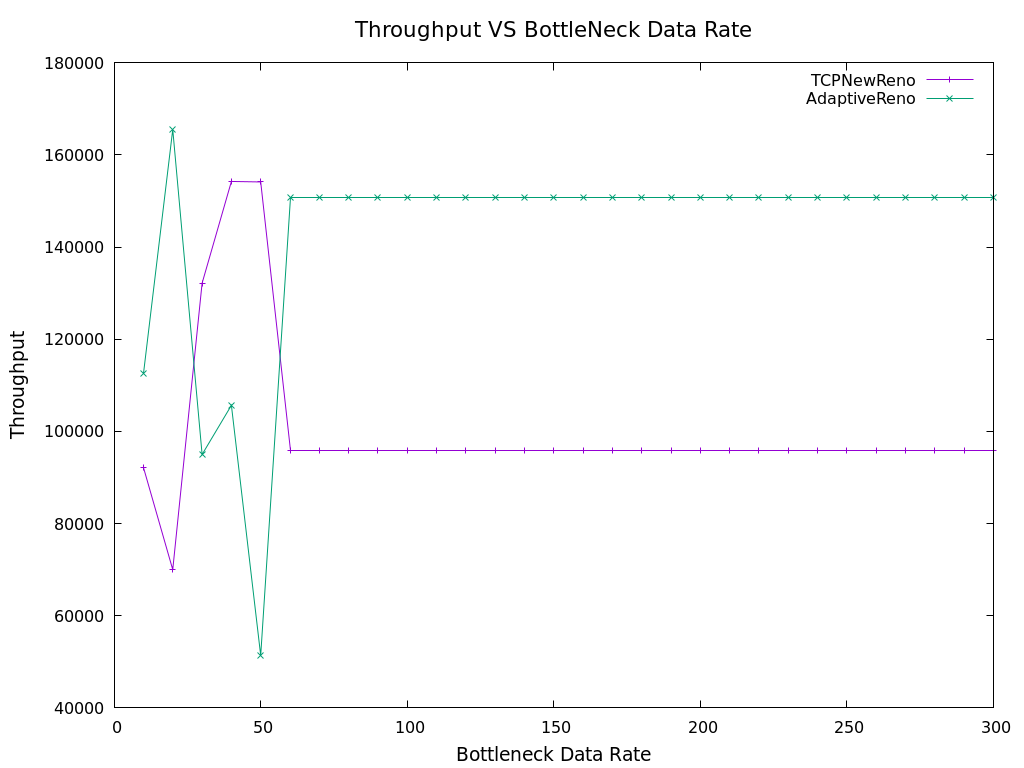 Throughput VS BottleNeck Data Rate
TCPNewReno
AdaptiveReno
180000
160000
140000
120000
100000
80000
60000
40000
Throughput
0 50 100 150 200 250 300
Bottleneck Data Rate